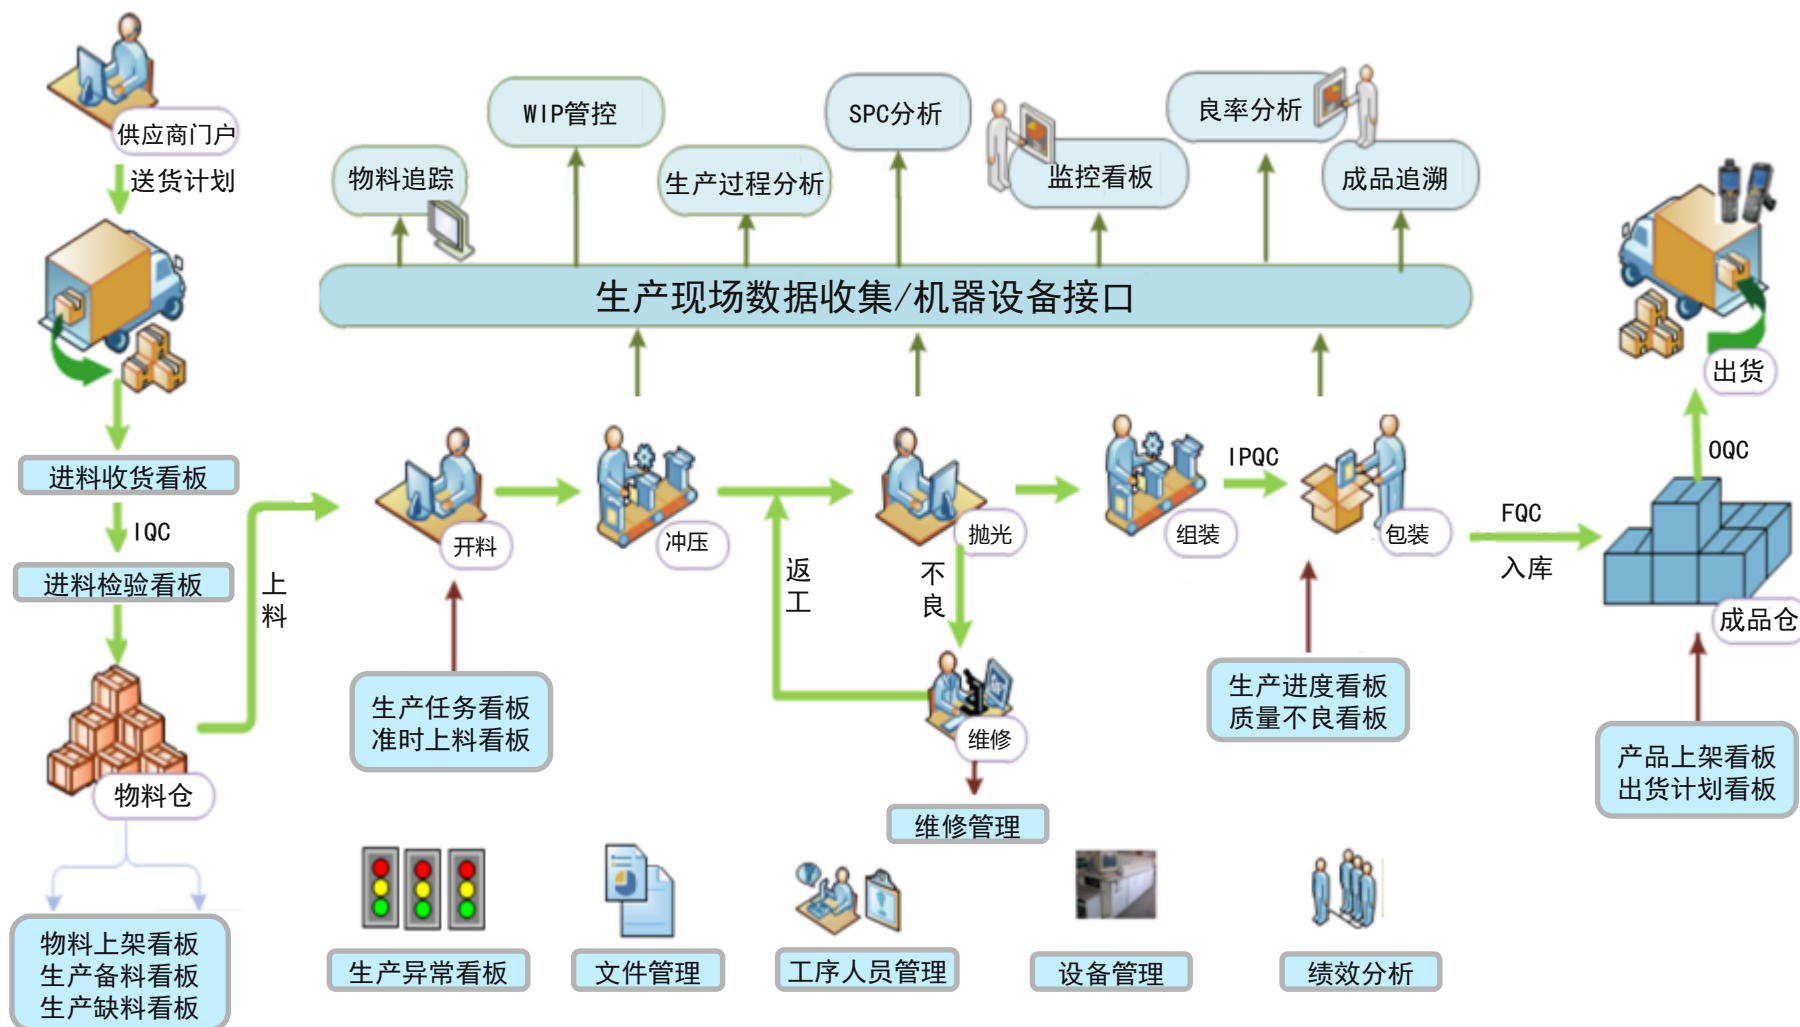 供应商门户
送货计划
进料收货看板
IQC
进料检验看板
上料
物料仓
物料上架看板
生产备料看板
生产缺料看板
物料追踪
WIP管控
生产过程分析
SPC分析
监控看板
良率分析
成品追溯
生产现场数据收集/机器设备接口
开料
冲压
抛光
组装
IPQC
包装
返工
不良
维修
维修管理
生产任务看板
准时上料看板
生产进度看板
质量不良看板
FQC
入库
成品仓
OQC
出货
产品上架看板
出货计划看板
生产异常看板
文件管理
工序人员管理
设备管理
绩效分析